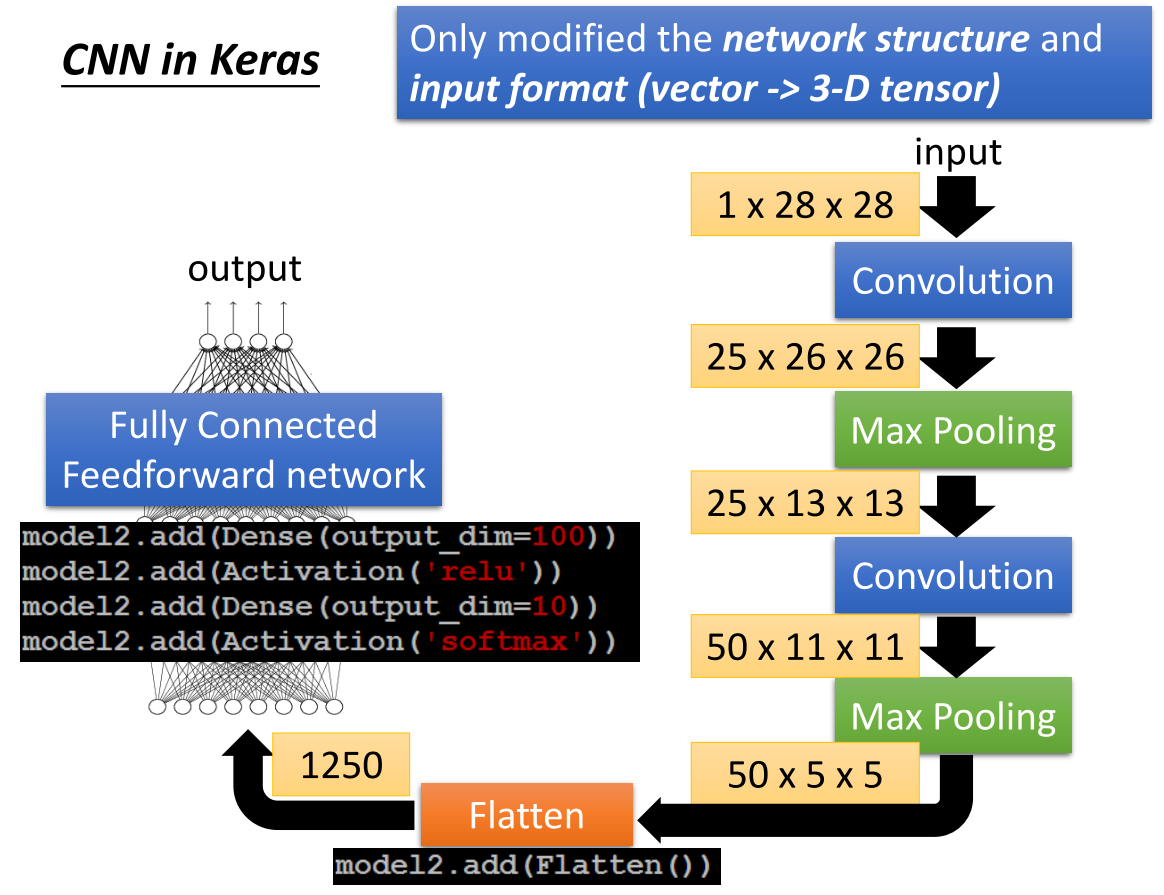 CNN in Keras
Only modified the network structure and
input format (vector -> 3-D tensor)
input
1 x 28 x 28
Convolution
25 x 26 x 26
Max Pooling
25 x 13 x 13
Convolution
50 x 11 x 11
Max Pooling
50 x 5 x 5
Flatten
model2.add(Flatten())
1250
output
Fully Connected
Feedforward network
model2.add(Dense(output_dim=100))
model2.add(Activation('relu'))
model2.add(Dense(output_dim=10))
model2.add(Activation('softmax'))